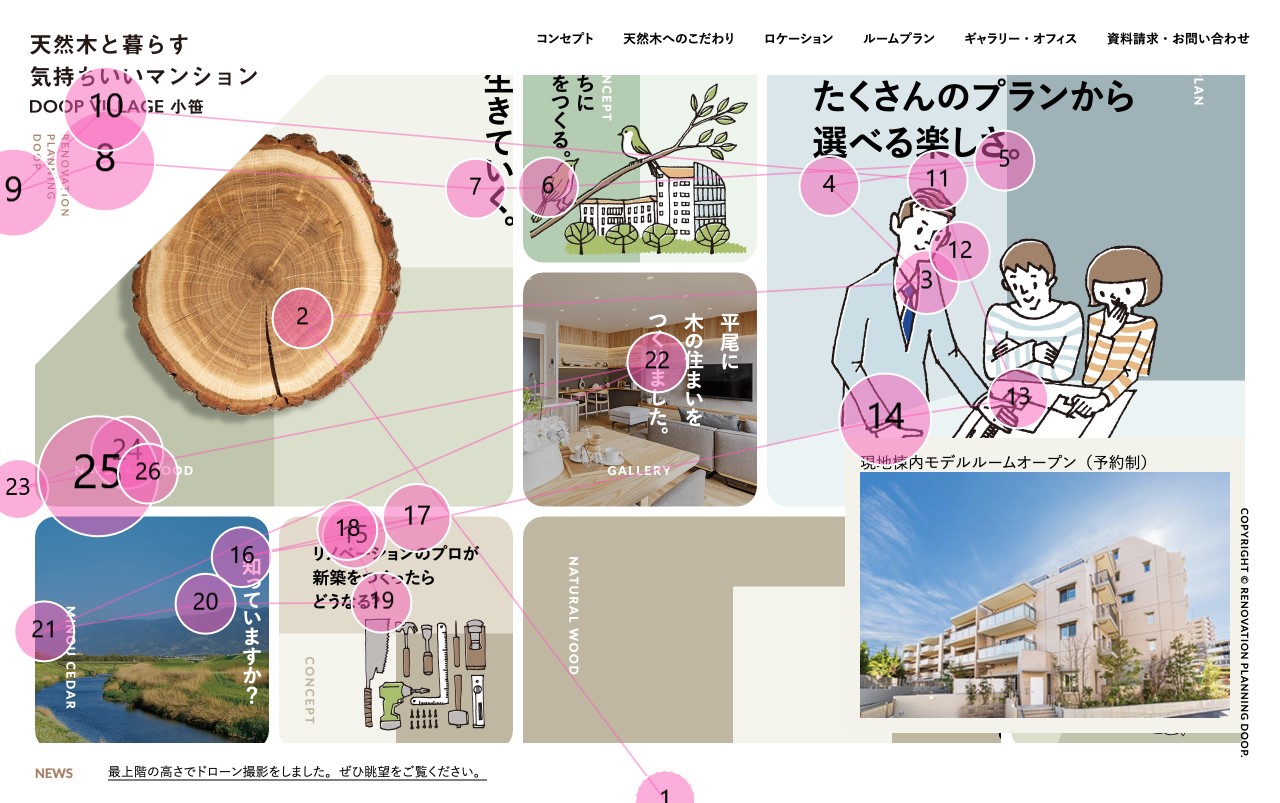 天然木と暮らす
気持ちいいマンション
DOOP VILLAGE 小笹
コンセプト
天然木へのこだわり
ロケーション
ルームプラン
ギャラリー・オフィス
資料請求・お問い合わせ
RENOVATION
PLANNING
DOOP.
生きていく。
ちに
をつくる。
NCEPT
たくさんのプランから
選べる楽しさ。
LAN
平尾に
木の住まいを
つくりました。
GALLERY
OOD
知っていますか？
MINOU CEDAR
リノベーションのプロが
新築をつくったら
どうなる?
CONCEPT
NATURAL WOOD
現地棟内モデルルームオープン（予約制）
COPYRIGHT © RENOVATION PLANNING DOOP.
NEWS
最上階の高さでドローン撮影をしました。ぜひ眺望をご覧ください。
1
2
3
4
5
6
7
8
9
10
11
12
13
14
15
16
17
18
19
20
21
22
23
24
25
26